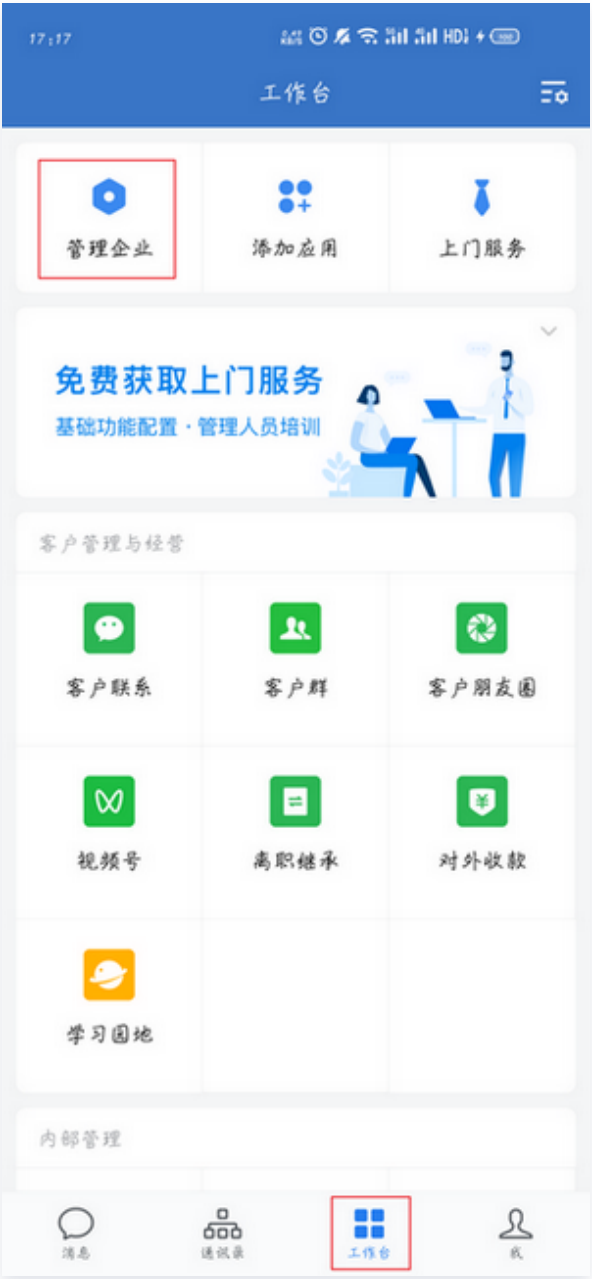 17:17
HD
100
工作台
管理企业
添加应用
上门服务
免费获取上门服务
基础功能配置·管理人员培训
客户管理与经营
客户联系
客户群
客户朋友圈
视频号
离职继承
对外收款
学习园地
内部管理
消息
通讯录
工作台
我